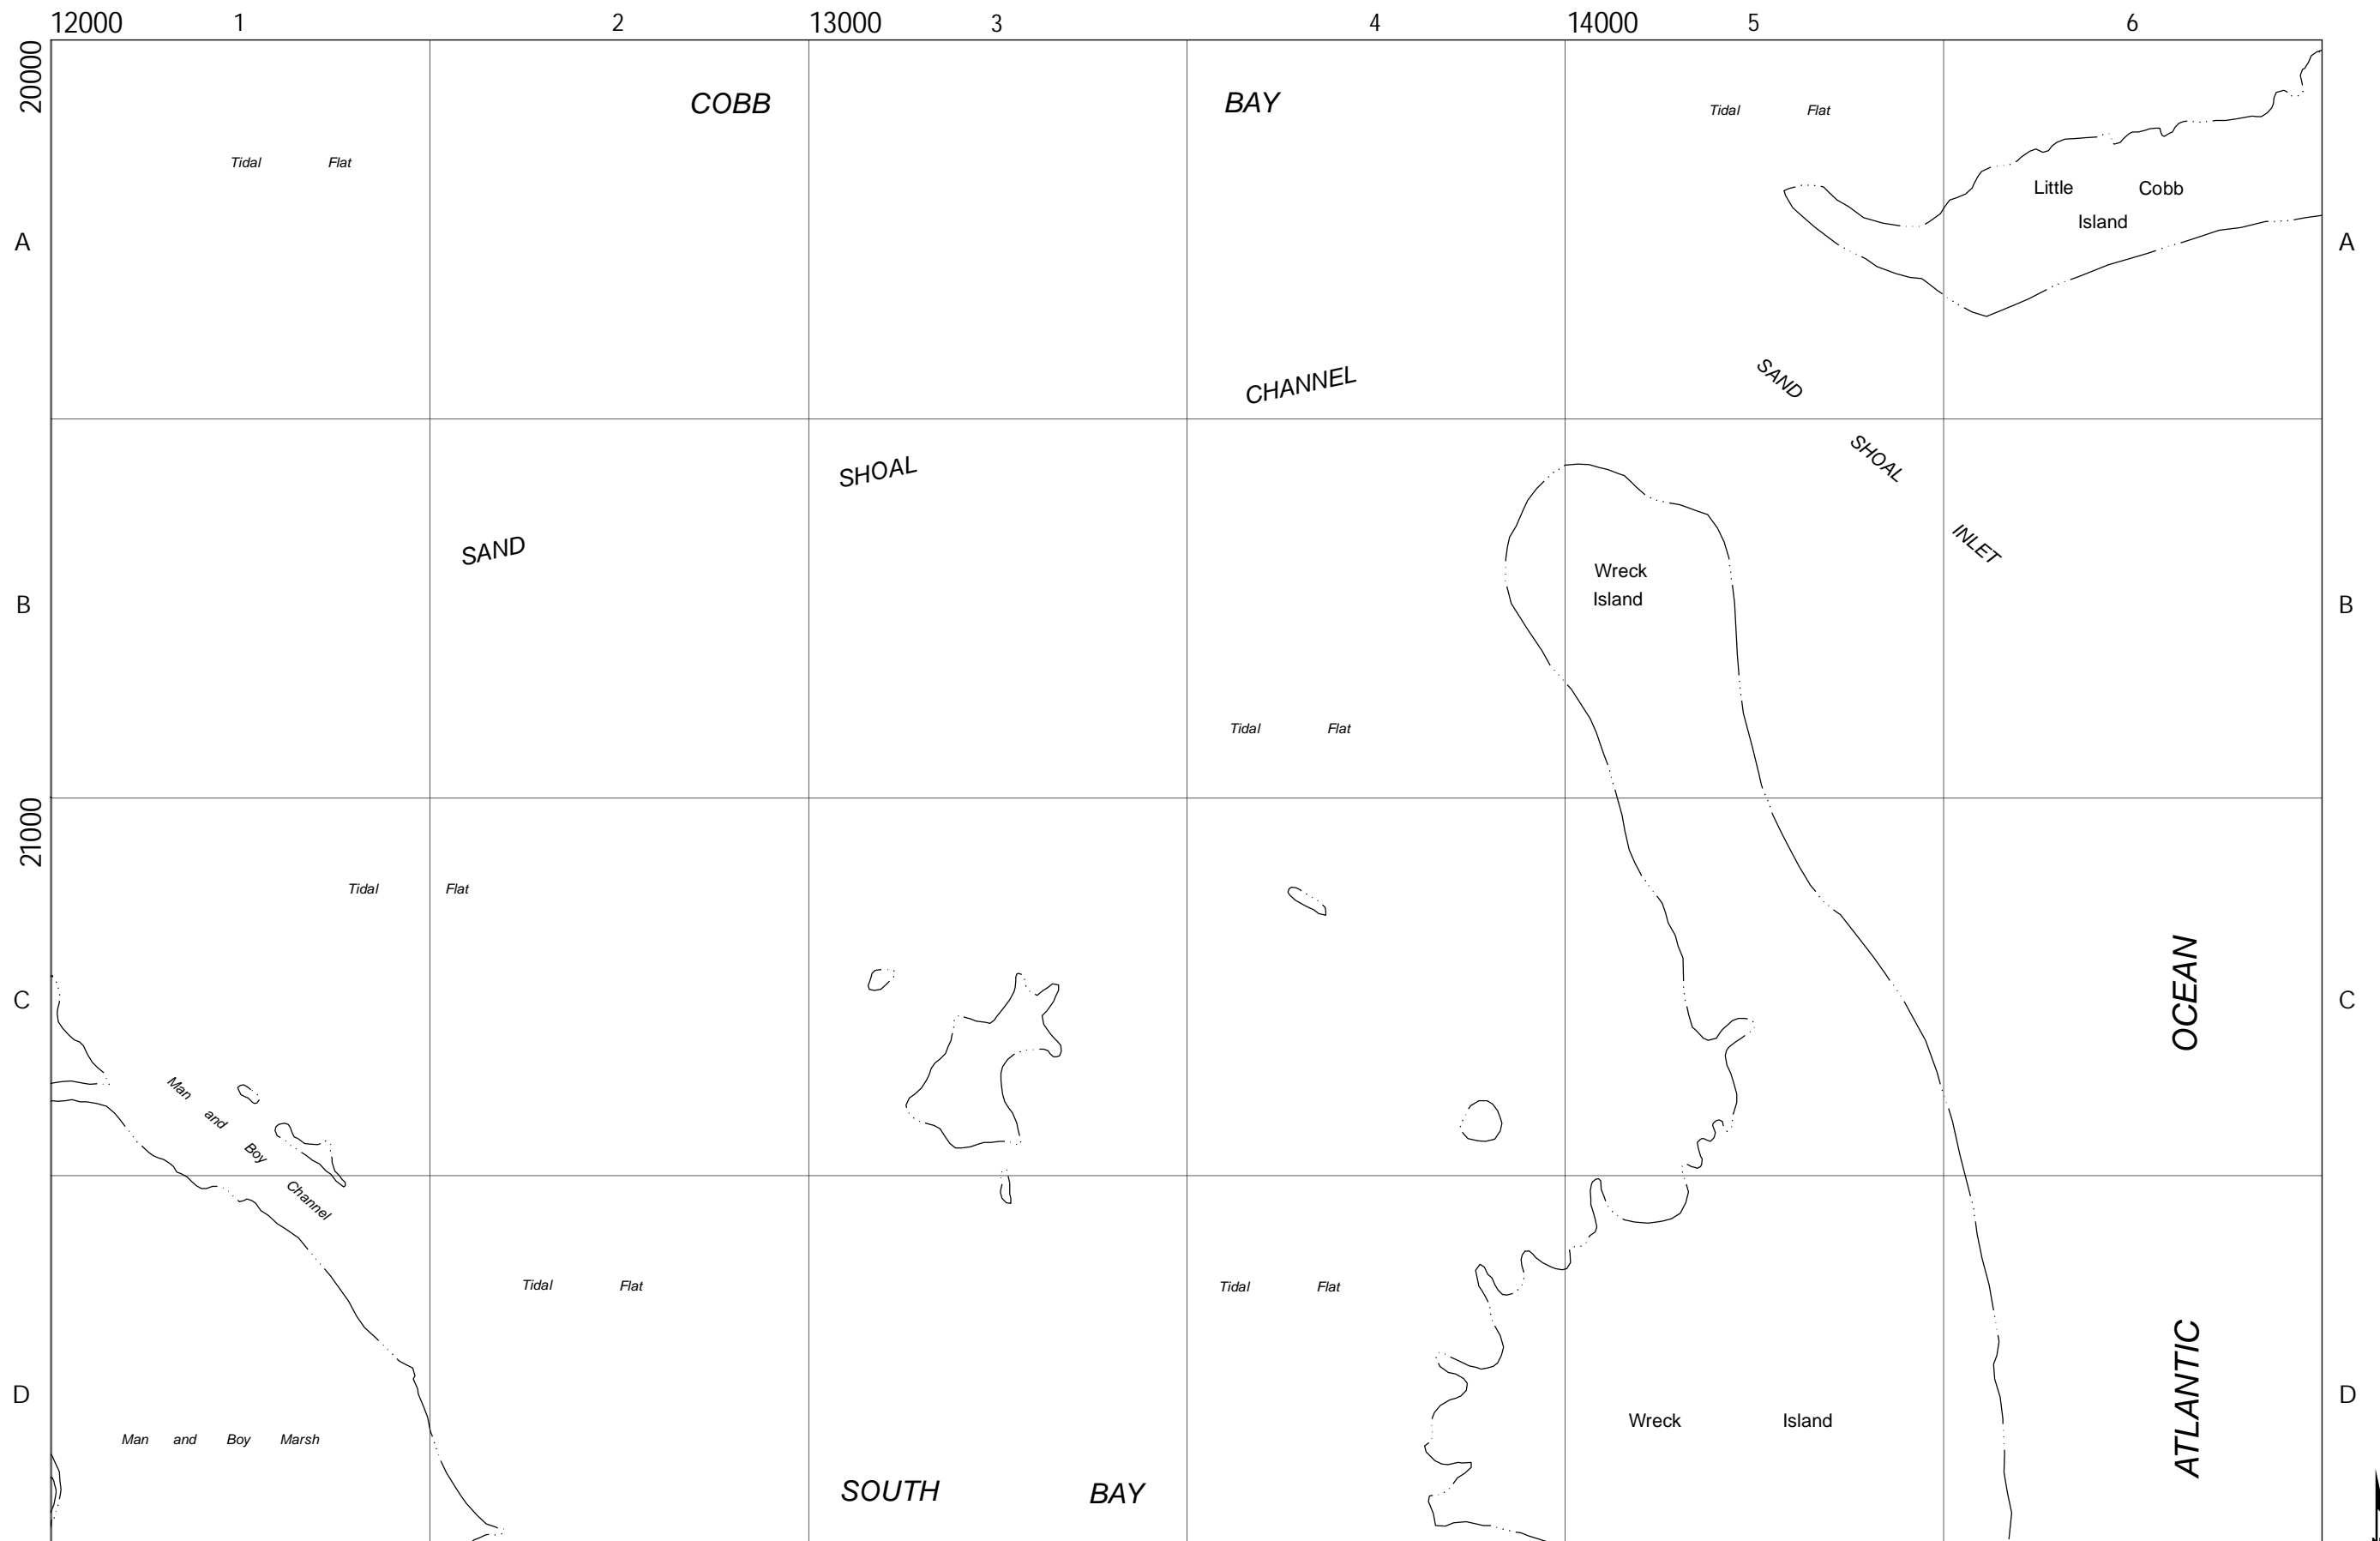 12000 1 2 13000 3 4 14000 5 6
20000
COBB BAY
Tidal Flat
Tidal Flat
Little Cobb
Island
A A
CHANNEL
SAND
SHOAL
INLET
SHOAL
SAND
Wreck
Island
B B
Tidal Flat
21000
Tidal Flat
OCEAN
C C
Man and Boy Channel
Tidal Flat
Tidal Flat
ATLANTIC
D D
Wreck Island
Man and Boy Marsh
SOUTH BAY